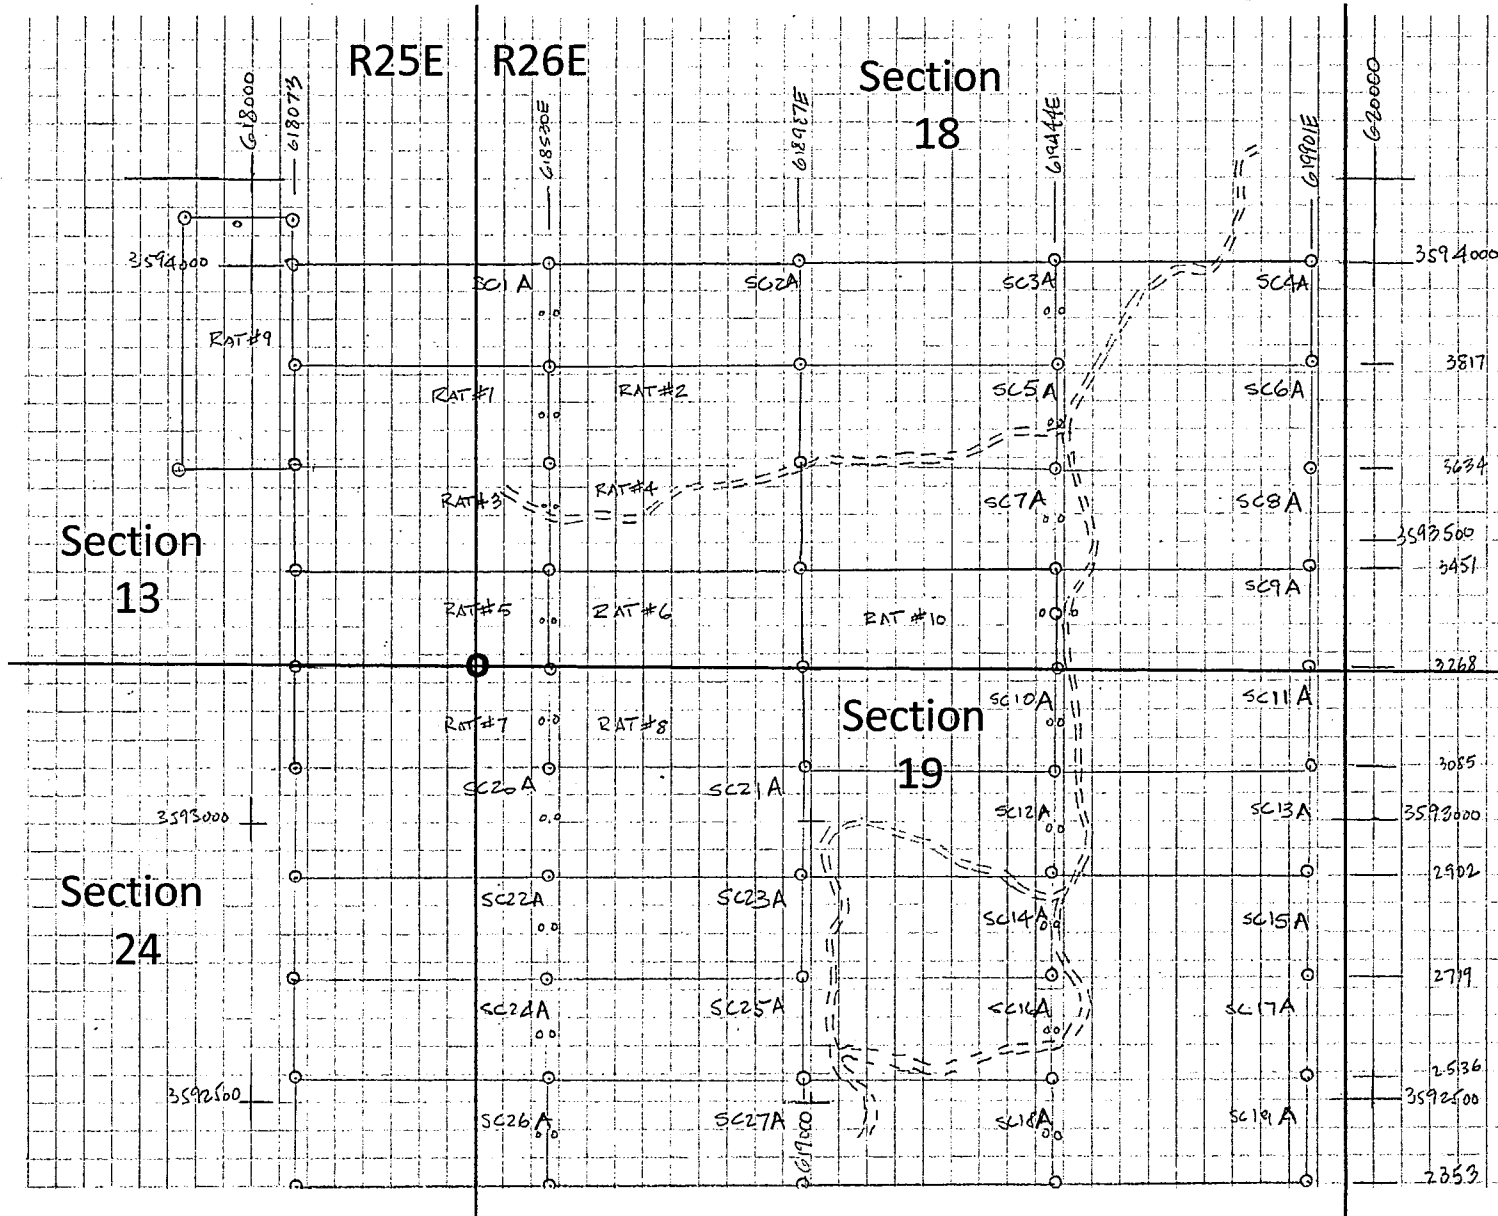 R25E R26E
Section
18
618000
618073
618530E
618987E
619444E
619901E
620000
3594000
3594000
SC1A
SC2A
SC3A
SC4A
RAT#9
3817
RAT#1
RAT#2
SC5A
SC6A
3634
RAT#3
RAT#4
SC7A
SC8A
Section
13
3593500
3451
SC9A
RAT#5
RAT#6
RAT #10
O
3268
RAT#7
RAT#8
Section
19
SC10A
SC11A
3085
SC20A
SC21A
SC12A
SC13A
3593000
3593000
2902
Section
24
SC22A
SC23A
SC14A
SC15A
2719
SC24A
SC25A
SC16A
SC17A
2536
3592500
3592500
SC26A
SC27A
619000
SC18A
SC19A
2353